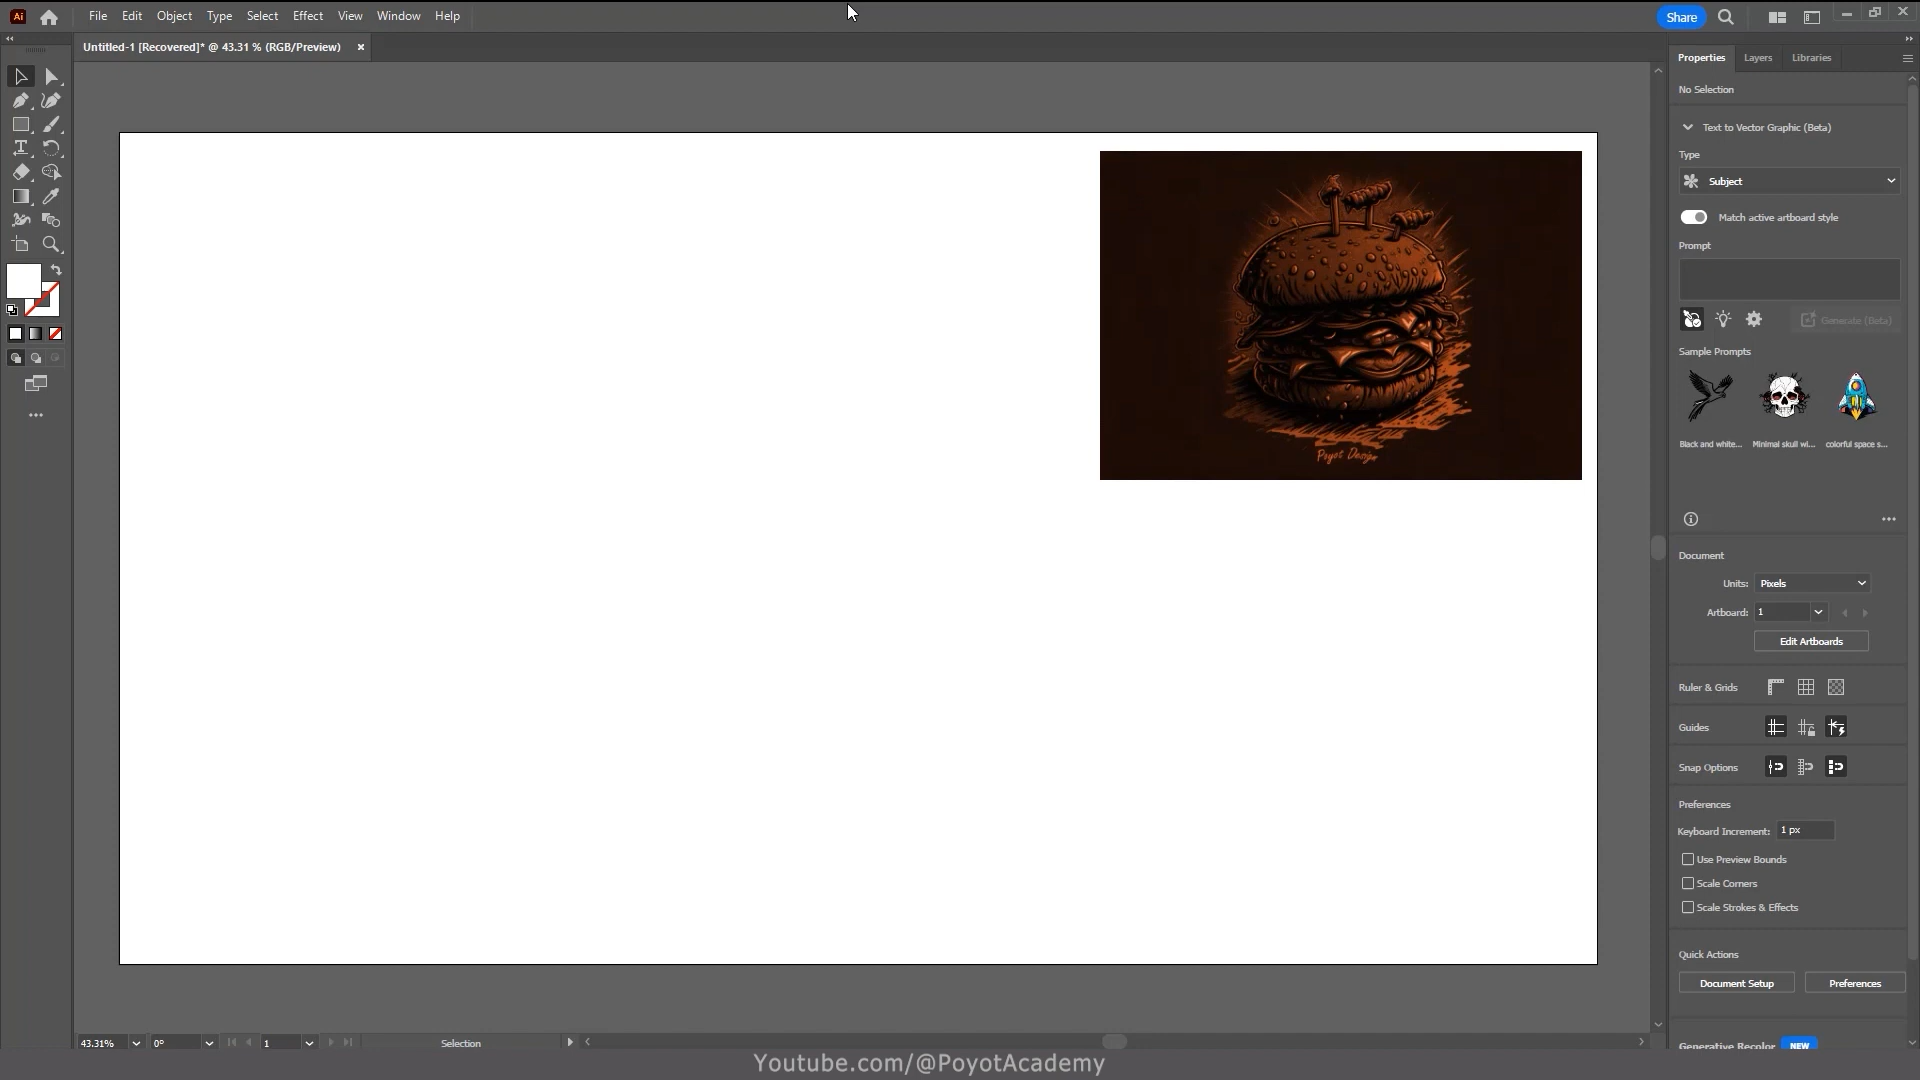 Ai
File Edit Object Type Select Effect View Window Help
Share
Untitled-1 [Recovered]* @ 43.31 % (RGB/Preview) ×
Properties Layers Libraries
No Selection
Text to Vector Graphic (Beta)
Type
Subject
Match active artboard style
Prompt
Generate (Beta)
Sample Prompts
Black and white... Minimal skull wi... colorful space s...
Document
Units: Pixels
Artboard: 1
Edit Artboards
Ruler & Grids
Guides
Snap Options
Preferences
Keyboard Increment: 1 px
Use Preview Bounds
Scale Corners
Scale Strokes & Effects
Quick Actions
Document Setup Preferences
Generative Recolor NEW
Poyot Design
43.31% 0° 1 Selection
Youtube.com/@PoyotAcademy